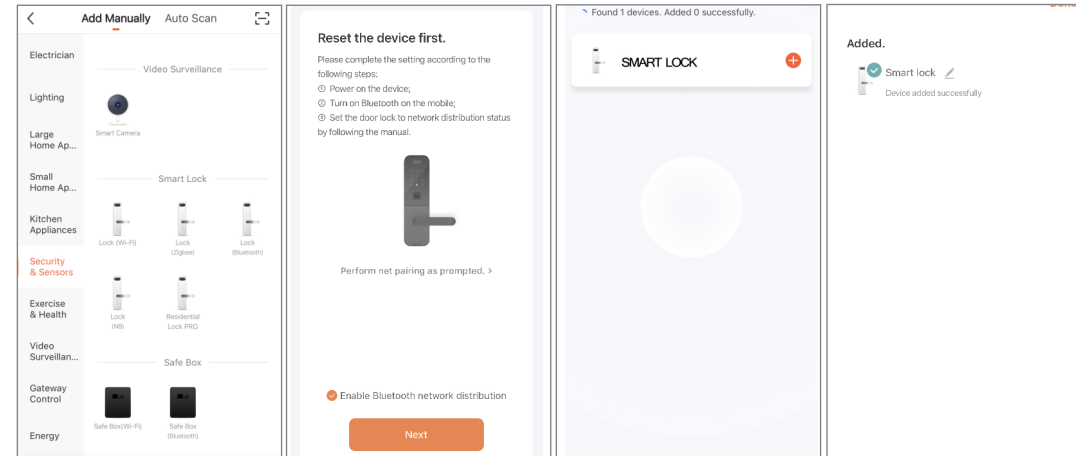 Add Manually Auto Scan
Electrician
Lighting
Large
Home Ap...
Small
Home Ap...
Kitchen
Appliances
Security
& Sensors
Exercise
& Health
Video
Surveillan...
Gateway
Control
Energy
Video Surveillance
Smart Camera
Smart Lock
Lock (Wi-Fi)
Lock
(Zigbee)
Lock
(Bluetooth)
Lock
(NB)
Residential
Lock PRO
Safe Box
Safe Box(Wi-Fi)
Safe Box
(Bluetooth)
Reset the device first.
Please complete the setting according to the
following steps:
① Power on the device;
② Turn on Bluetooth on the mobile;
③ Set the door lock to network distribution status
by following the manual.
Perform net pairing as prompted. >
Enable Bluetooth network distribution
Next
Found 1 devices. Added 0 successfully.
SMART LOCK
Added.
Smart lock
Device added successfully